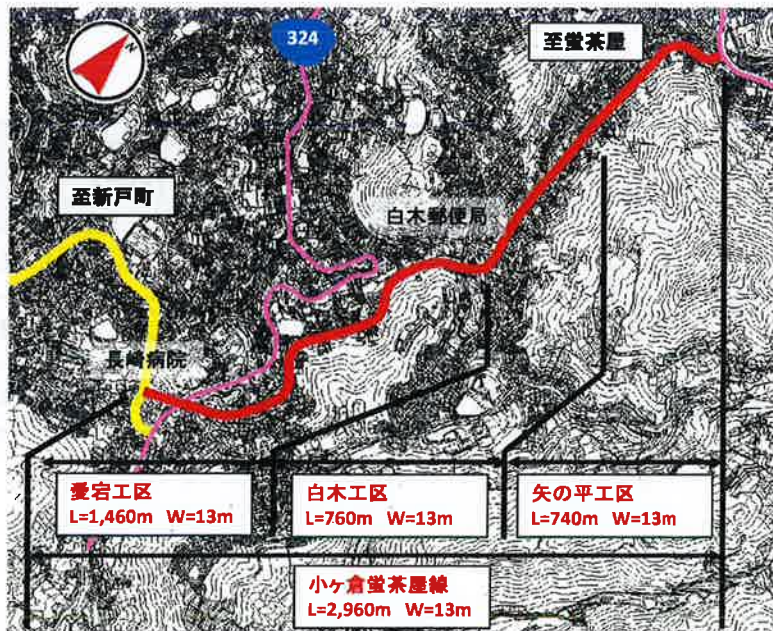 N
324
至蛍茶屋
至新戸町
白木郵便局
長崎病院
愛宕工区
L=1,460m W=13m
白木工区
L=760m W=13m
矢の平工区
L=740m W=13m
小ヶ倉蛍茶屋線
L=2,960m W=13m